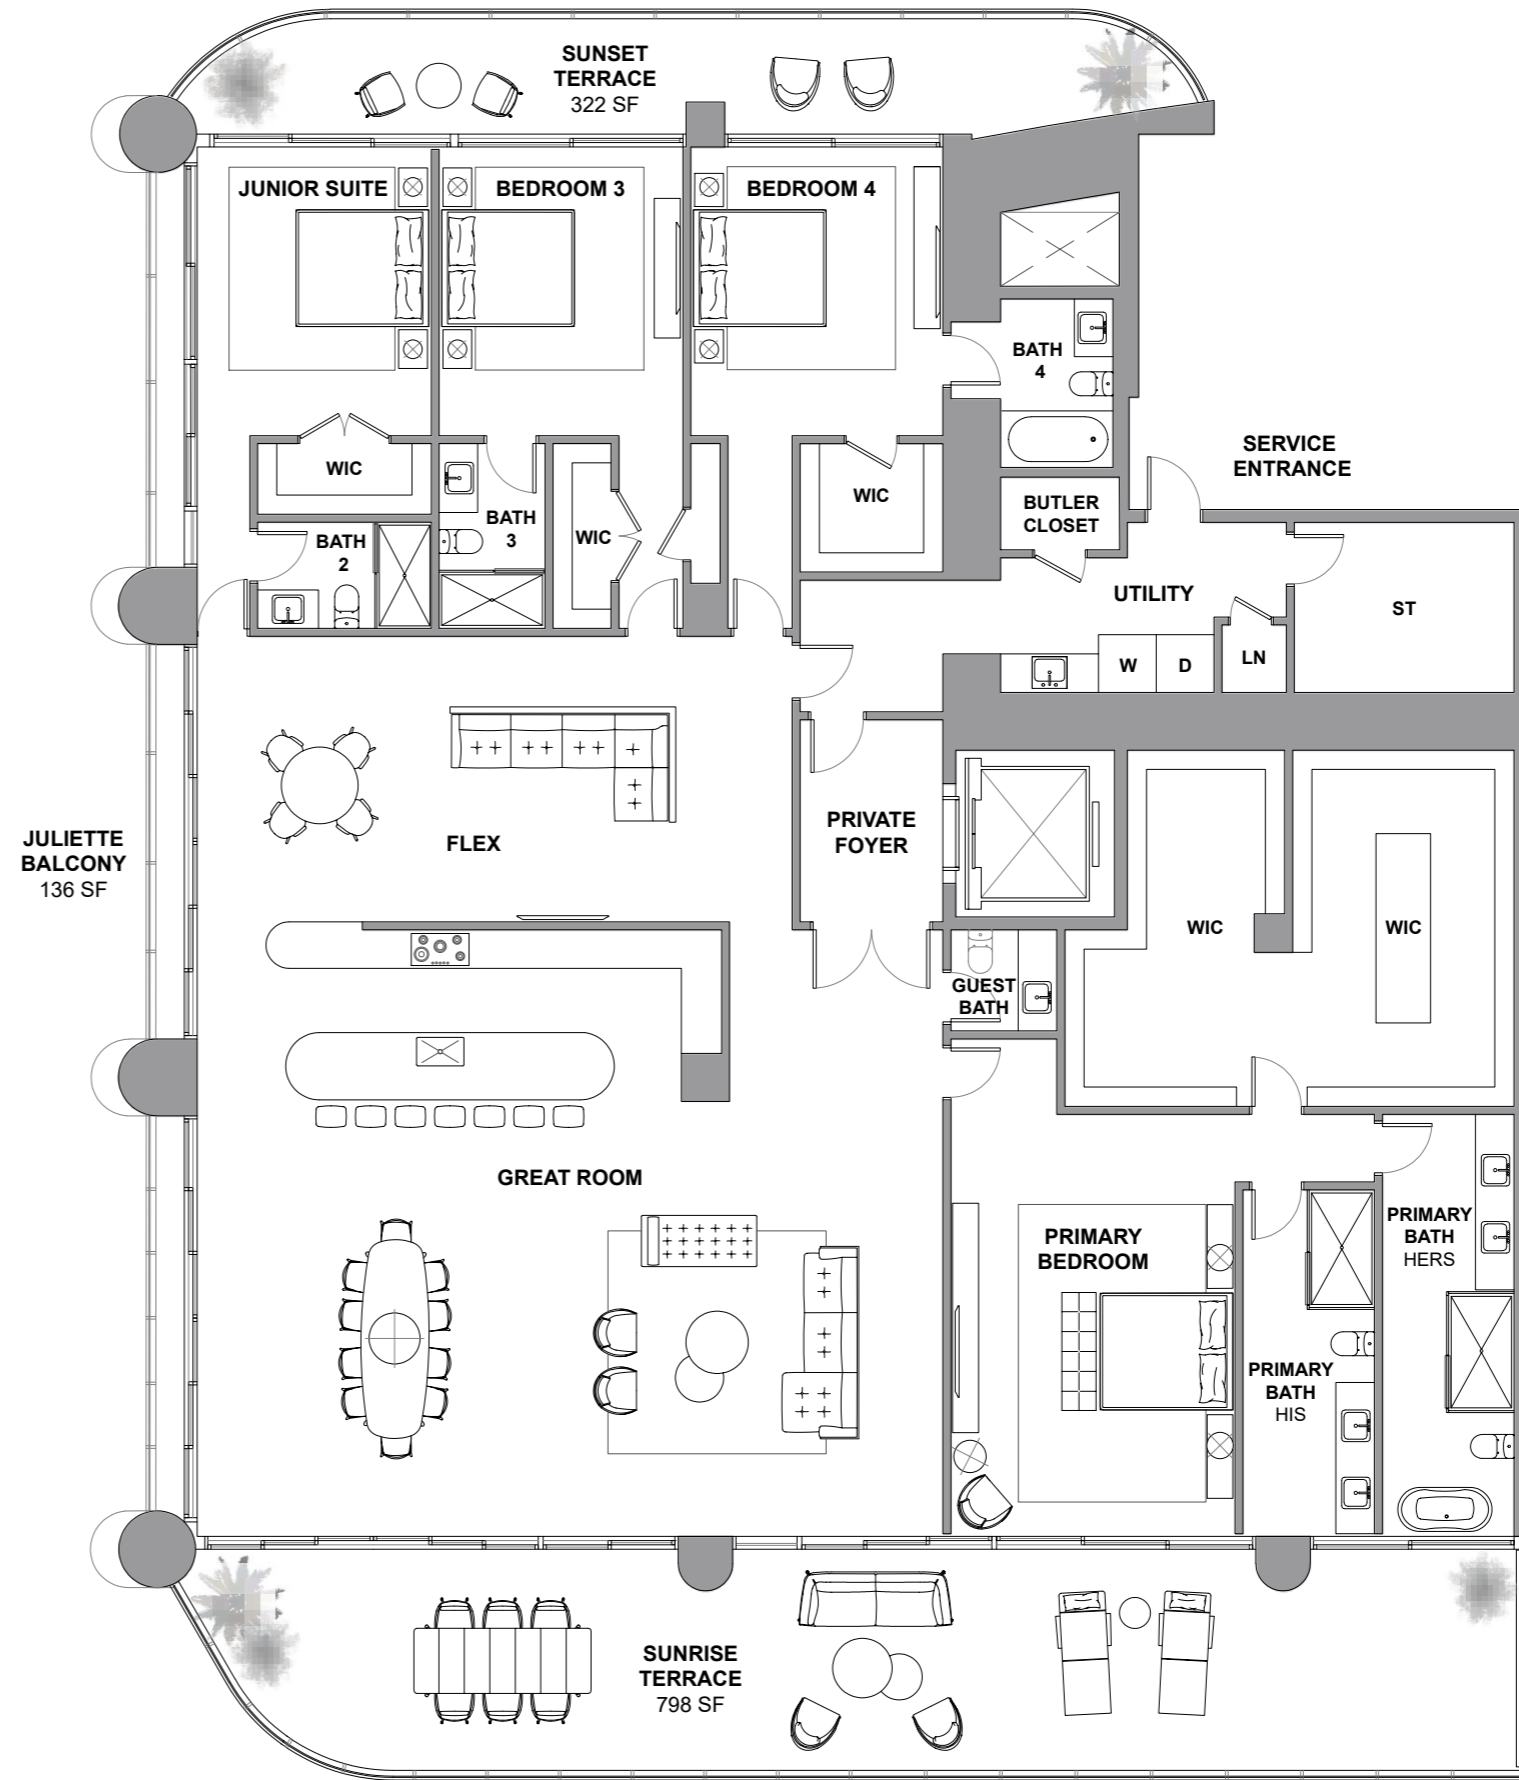 SUNSET
TERRACE
322 SF
JUNIOR SUITE
BEDROOM 3
BEDROOM 4
BATH
4
SERVICE
ENTRANCE
WIC
WIC
BUTLER
CLOSET
BATH
3
WIC
BATH
2
UTILITY
ST
W
D
LN
JULIETTE
BALCONY
136 SF
FLEX
PRIVATE
FOYER
WIC
WIC
GUEST
BATH
GREAT ROOM
PRIMARY
BEDROOM
PRIMARY
BATH
HERS
PRIMARY
BATH
HIS
SUNRISE
TERRACE
798 SF